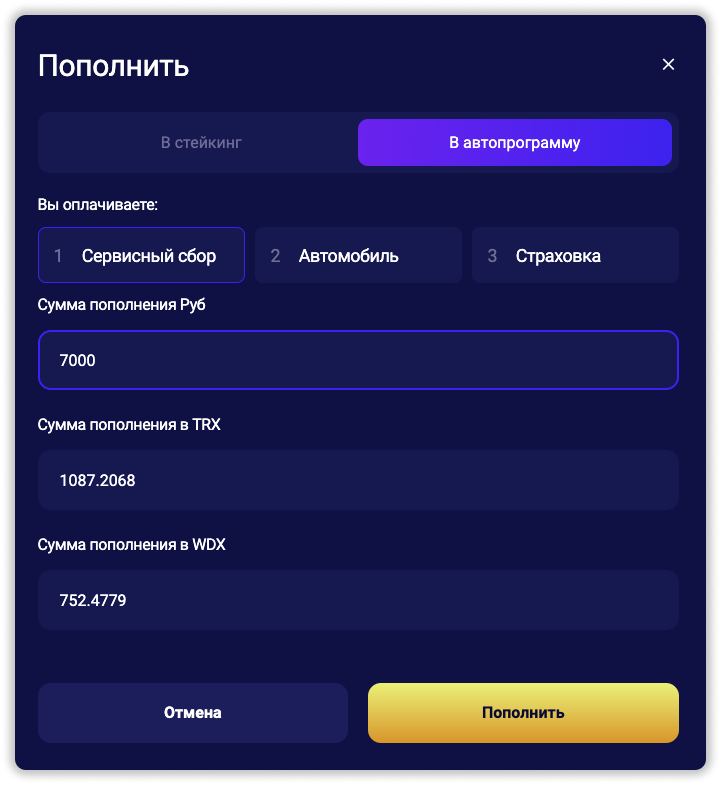 Пополнить
В стейкинг В автопрограмму
Вы оплачиваете:
1 Сервисный сбор 2 Автомобиль 3 Страховка
Сумма пополнения Руб
7000
Сумма пополнения в TRX
1087.2068
Сумма пополнения в WDX
752.4779
Отмена Пополнить